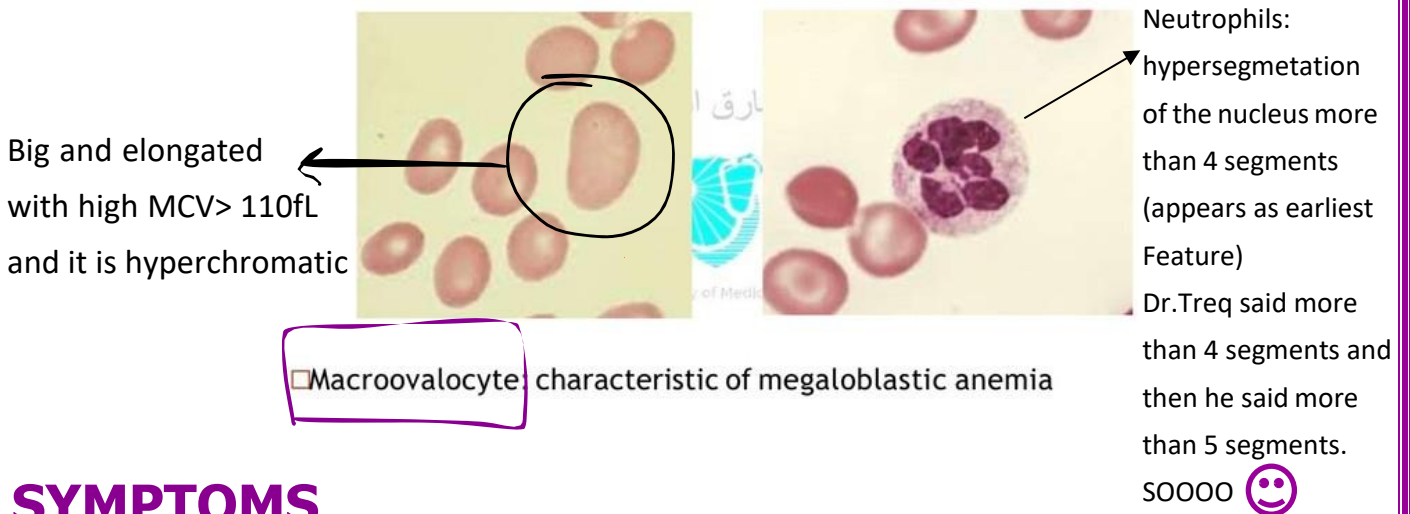 Big and elongated
with high MCV> 110fL
and it is hyperchromatic
Neutrophils:
hypersegmetation
of the nucleus more
than 4 segments
(appears as earliest
Feature)
Dr.Treq said more
than 4 segments and
then he said more
than 5 segments.
SOOOO
Macroovalocyte: characteristic of megaloblastic anemia
SYMPTOMS